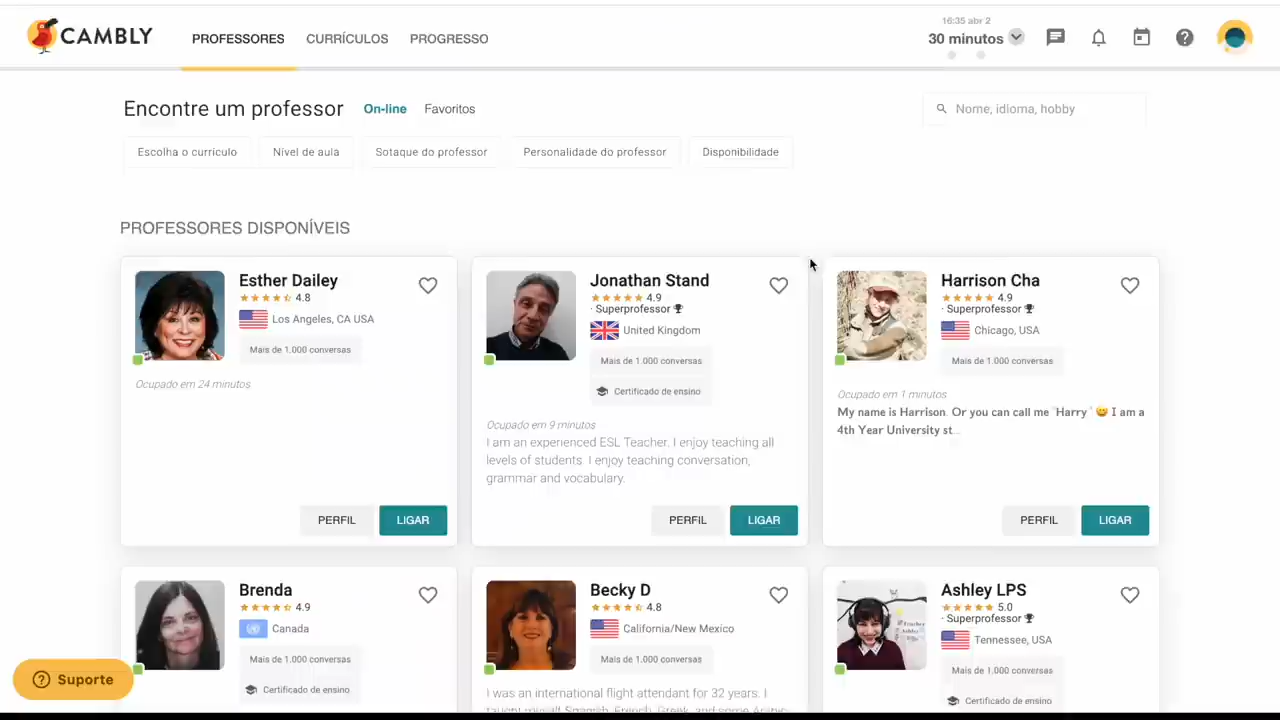 CAMBLY
PROFESSORES
CURRÍCULOS
PROGRESSO
16:35 abr 2
30 minutos
Encontre um professor
On-line
Favoritos
Nome, idioma, hobby
Escolha o currículo
Nível de aula
Sotaque do professor
Personalidade do professor
Disponibilidade
PROFESSORES DISPONÍVEIS
Esther Dailey
4.8
Los Angeles, CA USA
Mais de 1.000 conversas
Ocupado em 24 minutos
PERFIL
LIGAR
Jonathan Stand
4.9
· Superprofessor
United Kingdom
Mais de 1.000 conversas
Certificado de ensino
Ocupado em 9 minutos
I am an experienced ESL Teacher. I enjoy teaching all
levels of students. I enjoy teaching conversation,
grammar and vocabulary.
PERFIL
LIGAR
Harrison Cha
4.9
· Superprofessor
Chicago, USA
Mais de 1.000 conversas
Ocupado em 1 minutos
My name is Harrison. Or you can call me "Harry" 😀 I am a
4th Year University st...
PERFIL
LIGAR
Brenda
4.9
Canada
Mais de 1.000 conversas
Certificado de ensino
Becky D
4.8
California/New Mexico
Mais de 1.000 conversas
I was an international flight attendant for 32 years. I
taught myself Spanish, French, Greek, and some Arabic
Ashley LPS
5.0
· Superprofessor
Tennessee, USA
Mais de 1.000 conversas
Certificado de ensino
Suporte